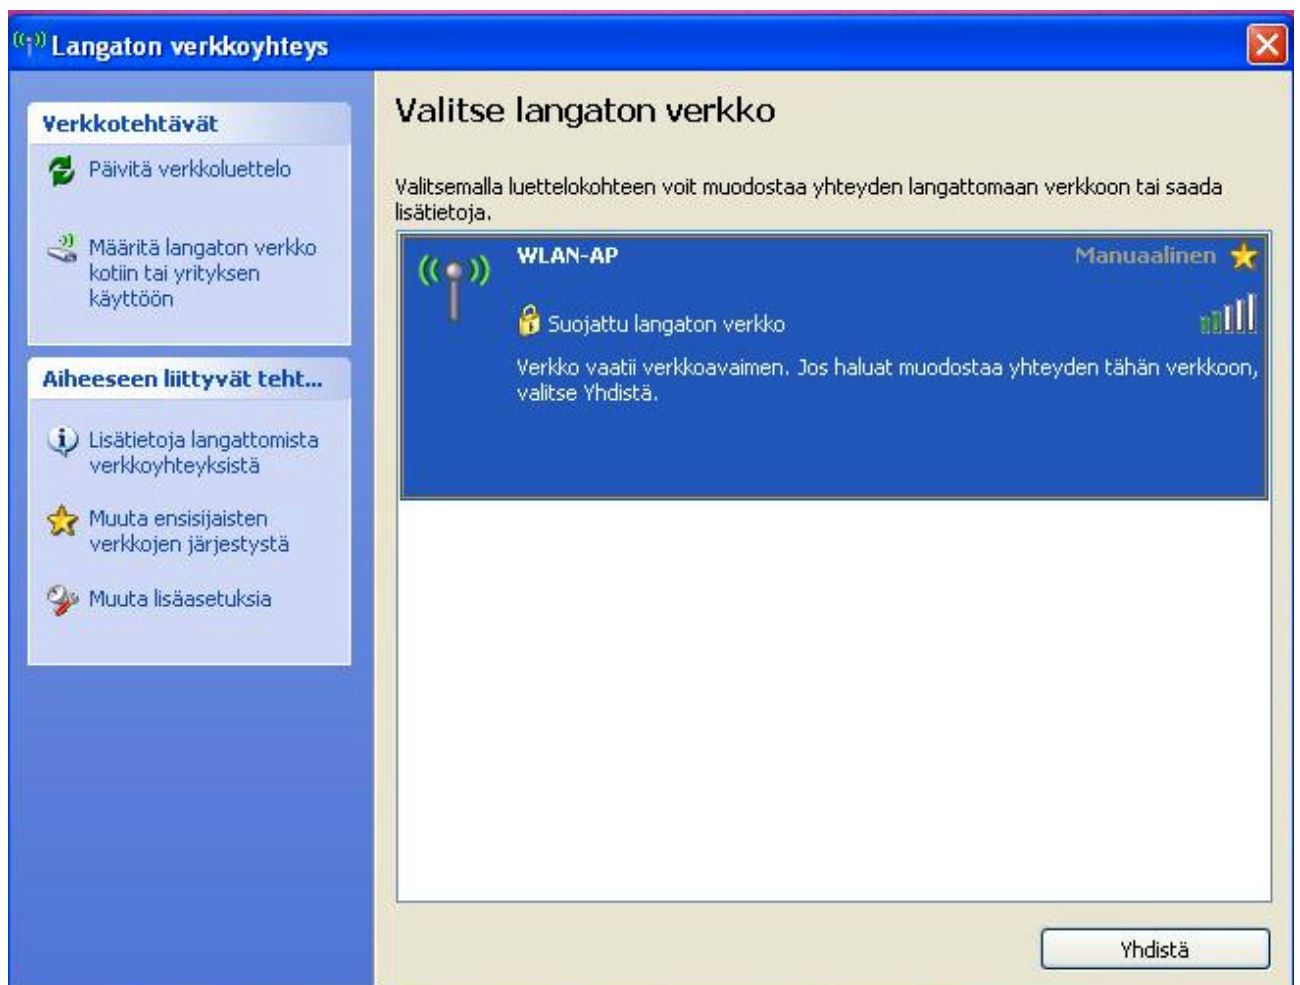 Langaton verkkoyhteys
Verkkotehtävät
Päivitä verkkoluettelo
Määritä langaton verkko
kotiin tai yrityksen
käyttöön
Aiheeseen liittyvät teht...
Lisätietoja langattomista
verkkoyhteyksistä
Muuta ensisijaisten
verkkojen järjestystä
Muuta lisäasetuksia
Valitse langaton verkko
Valitsemalla luettelokohteen voit muodostaa yhteyden langattomaan verkkoon tai saada
lisätietoja.
WLAN-AP
Manuaalinen
Suojattu langaton verkko
Verkko vaatii verkkoavaimen. Jos haluat muodostaa yhteyden tähän verkkoon,
valitse Yhdistä.
Yhdistä